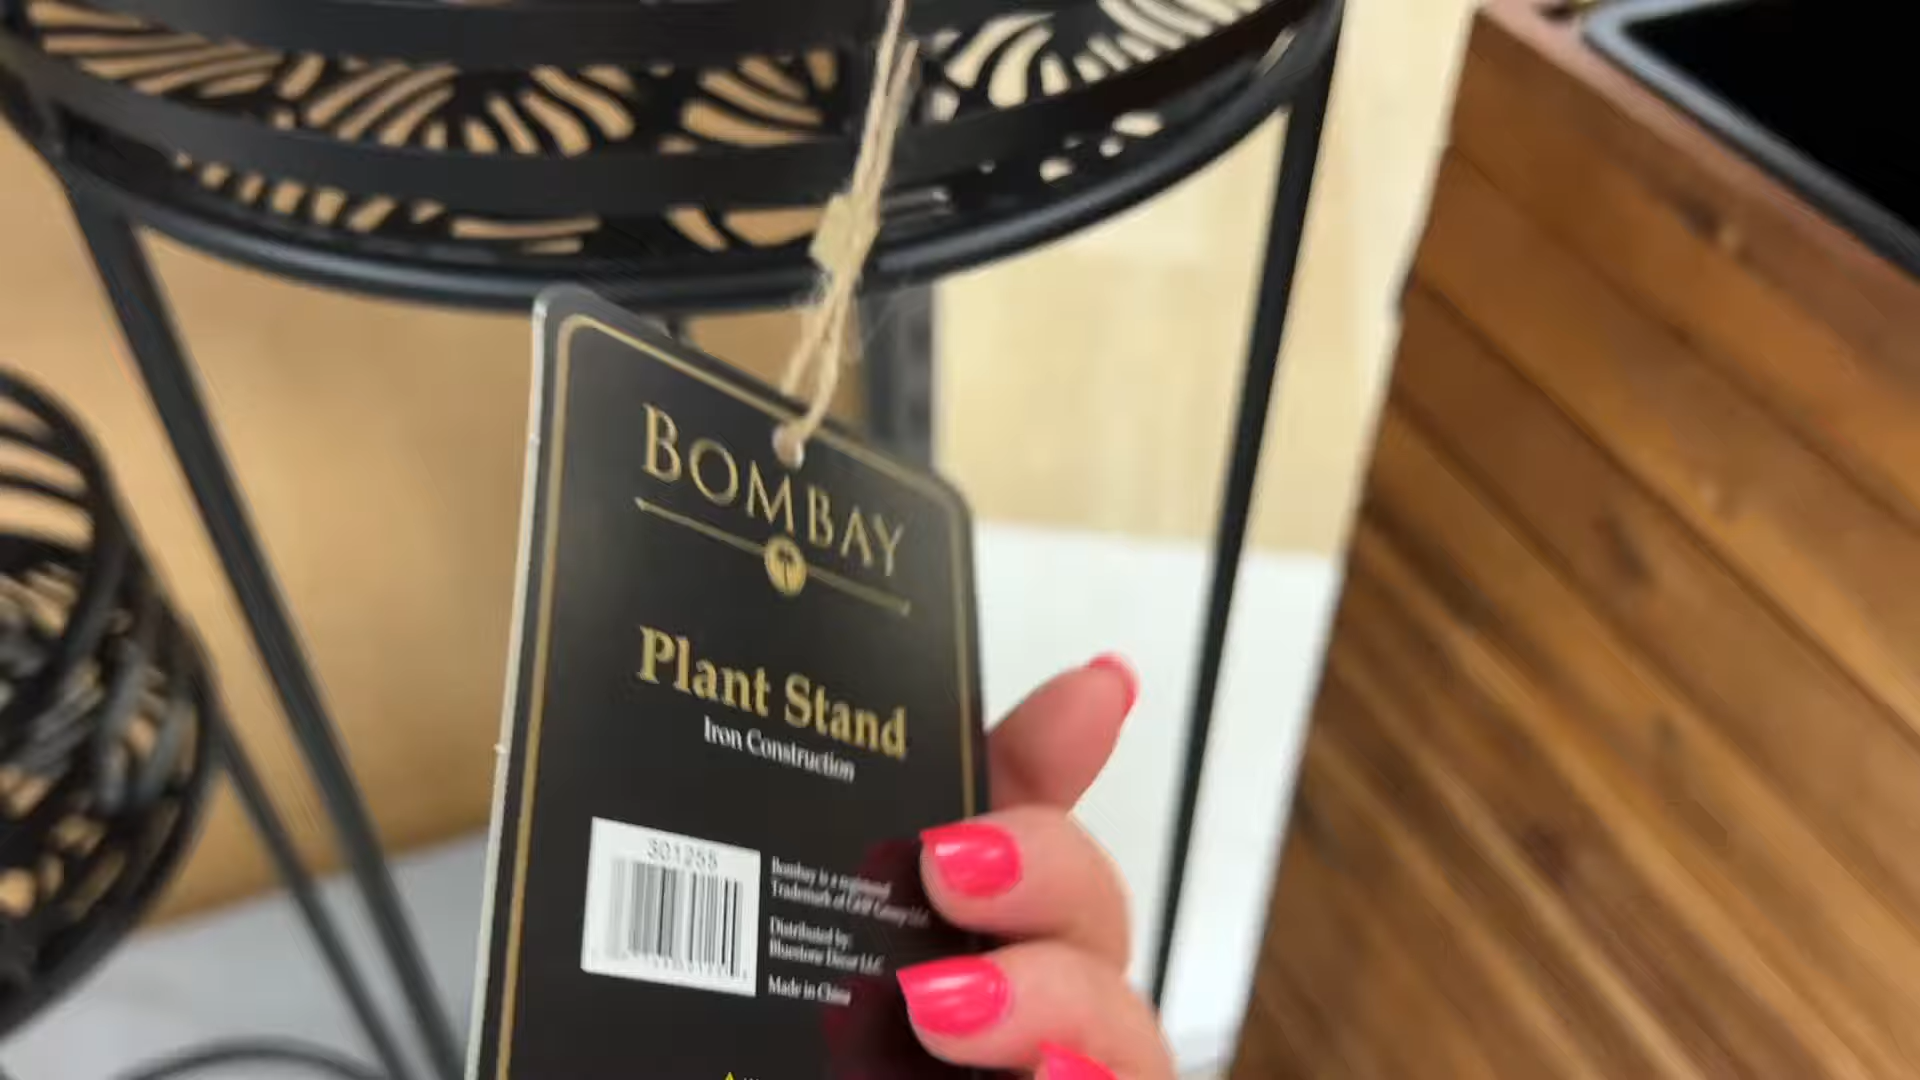 BOMBAY
Plant Stand
Iron Construction
301255
Bombay is a registered
Trademark of
Distributed by:
Bluestone Decor LLC
Made in China